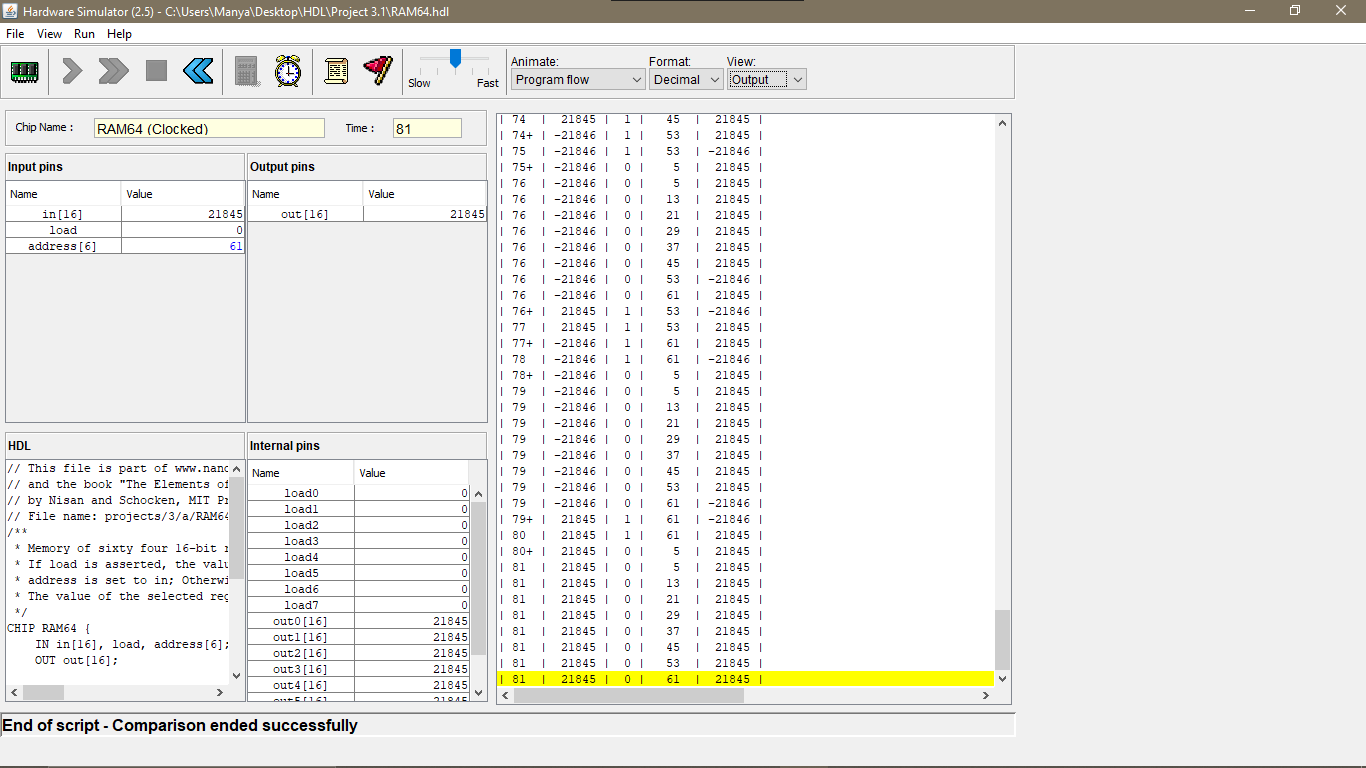 Hardware Simulator (2.5) - C:\Users\Manya\Desktop\HDL\Project 3.1\RAM64.hdl
File View Run Help
Slow Fast
Animate: Format: View:
Program flow Decimal Output
Chip Name : RAM64 (Clocked) Time : 81
Input pins
Name Value
in[16] 21845
load 0
address[6] 61
Output pins
Name Value
out[16] 21845
HDL
// This file is part of www.nand
// and the book "The Elements of
// by Nisan and Schocken, MIT Pr
// File name: projects/3/a/RAM64
/**
* Memory of sixty four 16-bit r
* If load is asserted, the valu
* address is set to in; Otherwi
* The value of the selected reg
*/
CHIP RAM64 {
IN in[16], load, address[6];
OUT out[16];
Internal pins
Name Value
load0 0
load1 0
load2 0
load3 0
load4 0
load5 0
load6 0
load7 0
out0[16] 21845
out1[16] 21845
out2[16] 21845
out3[16] 21845
out4[16] 21845
out5[16] 21845
| 74 | 21845 | 1 | 45 | 21845 |
| 74+ | -21846 | 1 | 53 | 21845 |
| 75 | -21846 | 1 | 53 | -21846 |
| 75+ | -21846 | 0 | 5 | 21845 |
| 76 | -21846 | 0 | 5 | 21845 |
| 76 | -21846 | 0 | 13 | 21845 |
| 76 | -21846 | 0 | 21 | 21845 |
| 76 | -21846 | 0 | 29 | 21845 |
| 76 | -21846 | 0 | 37 | 21845 |
| 76 | -21846 | 0 | 45 | 21845 |
| 76 | -21846 | 0 | 53 | -21846 |
| 76 | -21846 | 0 | 61 | 21845 |
| 76+ | 21845 | 1 | 53 | -21846 |
| 77 | 21845 | 1 | 53 | 21845 |
| 77+ | -21846 | 1 | 61 | 21845 |
| 78 | -21846 | 1 | 61 | -21846 |
| 78+ | -21846 | 0 | 5 | 21845 |
| 79 | -21846 | 0 | 5 | 21845 |
| 79 | -21846 | 0 | 13 | 21845 |
| 79 | -21846 | 0 | 21 | 21845 |
| 79 | -21846 | 0 | 29 | 21845 |
| 79 | -21846 | 0 | 37 | 21845 |
| 79 | -21846 | 0 | 45 | 21845 |
| 79 | -21846 | 0 | 53 | 21845 |
| 79 | -21846 | 0 | 61 | -21846 |
| 79+ | 21845 | 1 | 61 | -21846 |
| 80 | 21845 | 1 | 61 | 21845 |
| 80+ | 21845 | 0 | 5 | 21845 |
| 81 | 21845 | 0 | 5 | 21845 |
| 81 | 21845 | 0 | 13 | 21845 |
| 81 | 21845 | 0 | 21 | 21845 |
| 81 | 21845 | 0 | 29 | 21845 |
| 81 | 21845 | 0 | 37 | 21845 |
| 81 | 21845 | 0 | 45 | 21845 |
| 81 | 21845 | 0 | 53 | 21845 |
| 81 | 21845 | 0 | 61 | 21845 |
End of script - Comparison ended successfully